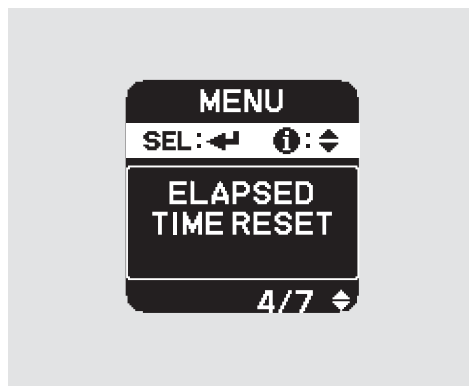 MENU
SEL:↵ ℹ:◆
ELAPSED
TIME RESET
4/7 ◆